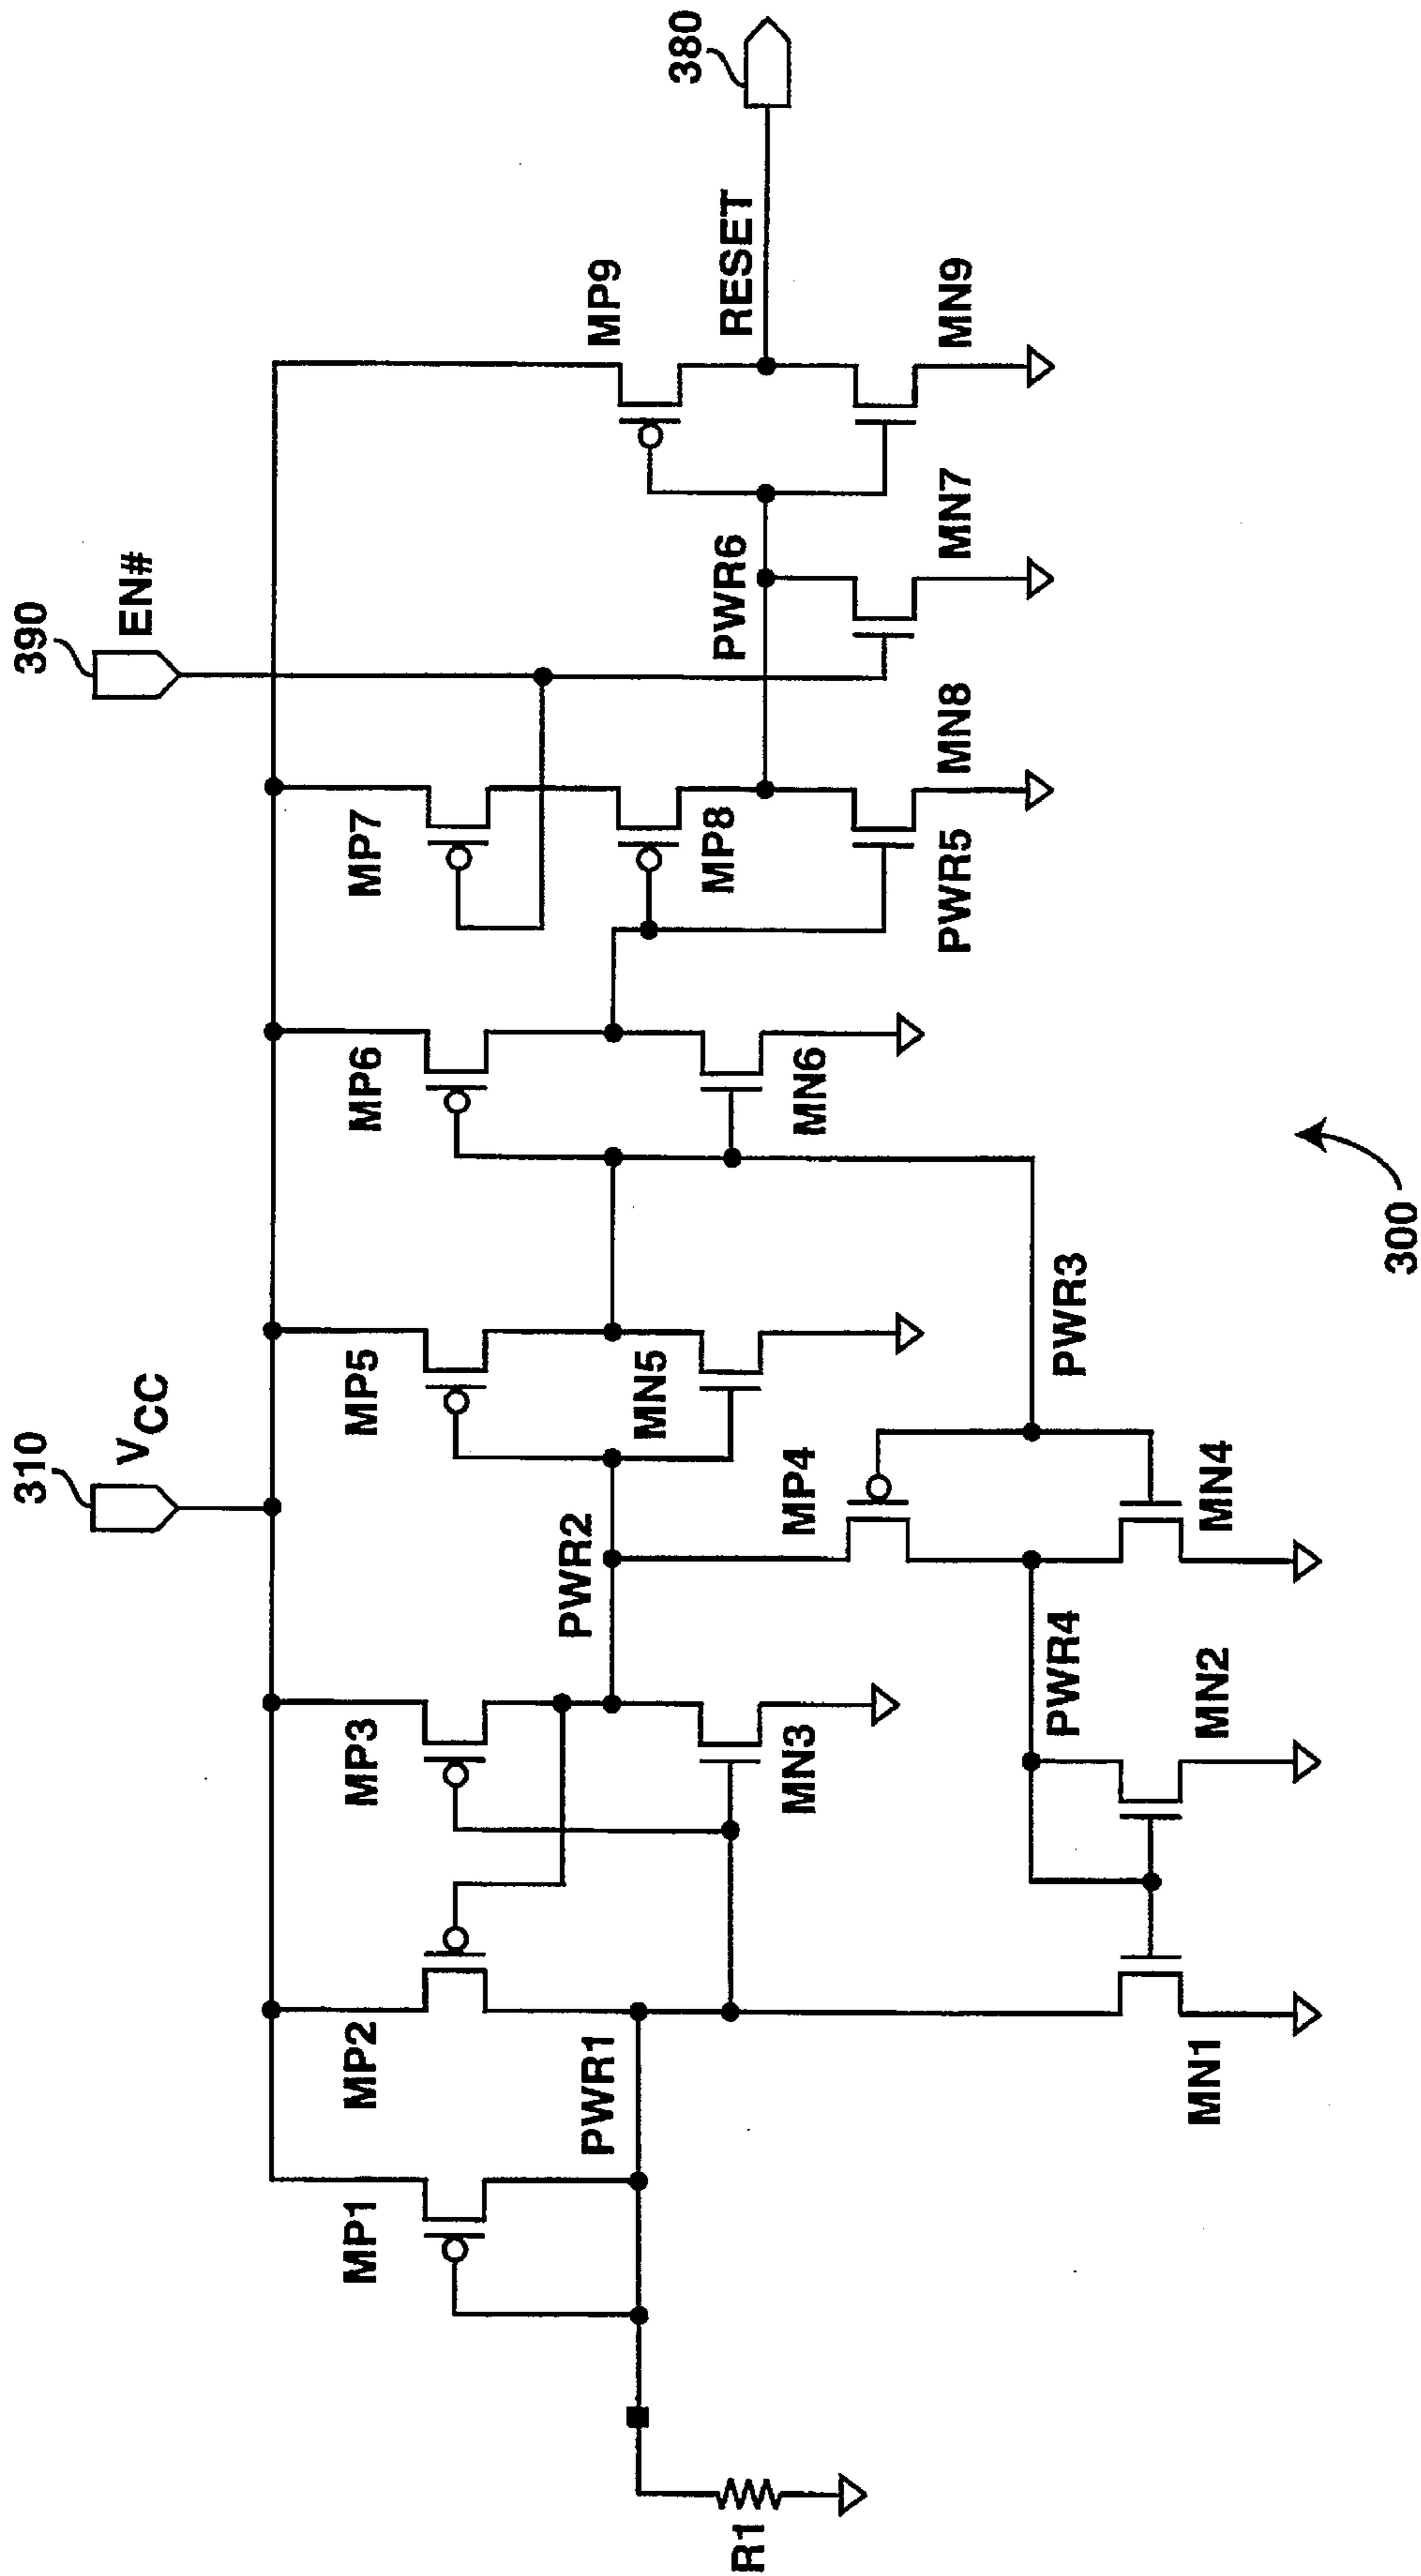 310
VCC
390
EN#
MP1
MP2
MP3
MP5
MP6
MP7
MP9
380
PWR1
PWR2
MN5
MP8
PWR6
RESET
R1
MN3
MP4
MN6
PWR5
MN8
MN7
MN9
PWR4
PWR3
MN1
MN2
MN4
300